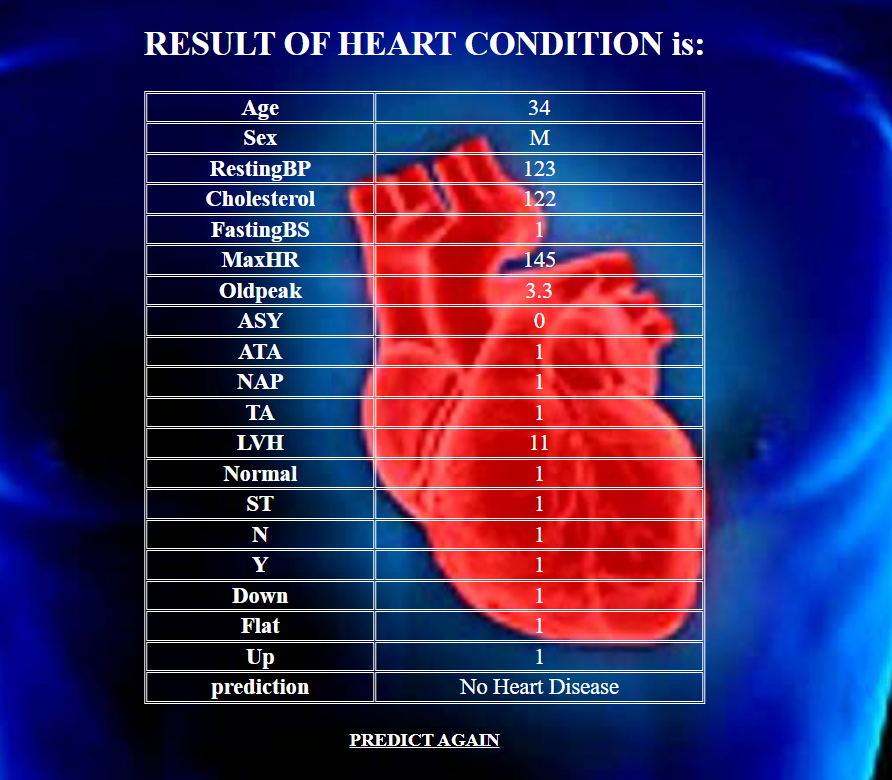 RESULT OF HEART CONDITION is:
Age 34
Sex M
RestingBP 123
Cholesterol 122
FastingBS 1
MaxHR 145
Oldpeak 3.3
ASY 0
ATA 1
NAP 1
TA 1
LVH 11
Normal 1
ST 1
N 1
Y 1
Down 1
Flat 1
Up 1
prediction No Heart Disease
PREDICT AGAIN